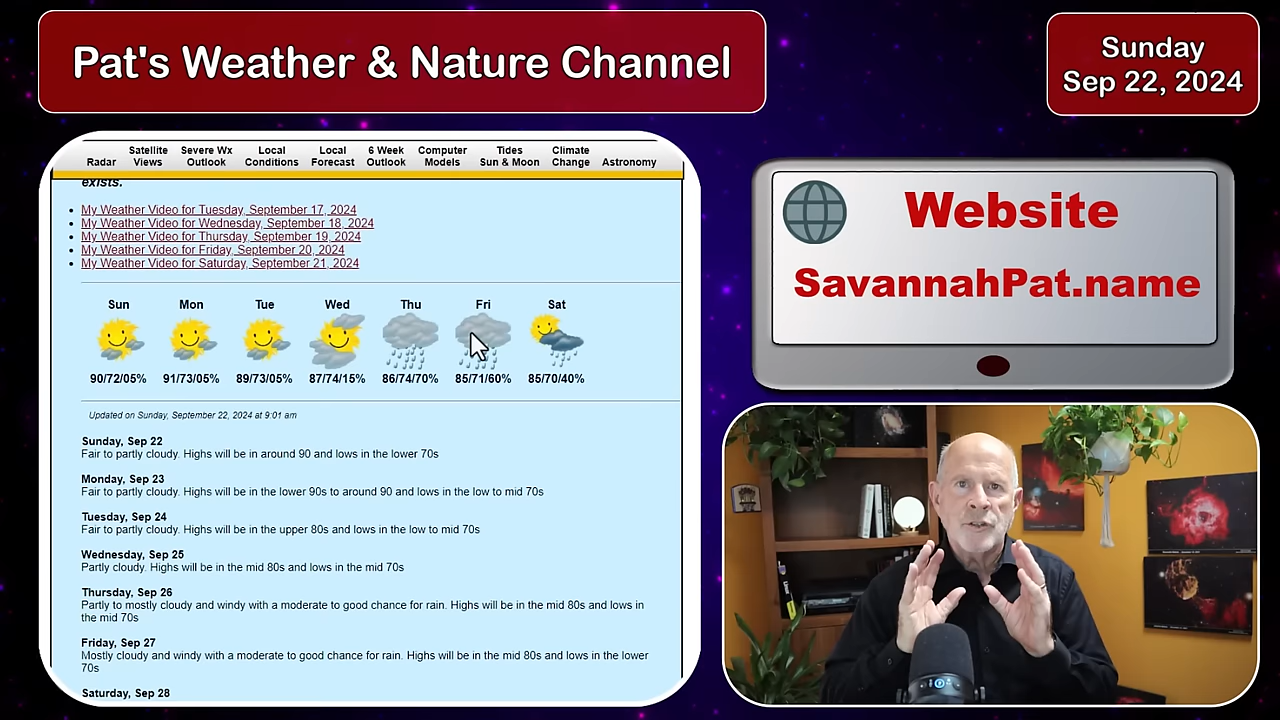 Pat's Weather & Nature Channel
Sunday
Sep 22, 2024
Radar
Satellite
Views
Severe Wx
Outlook
Local
Conditions
Local
Forecast
6 Week
Outlook
Computer
Models
Tides
Sun & Moon
Climate
Change
Astronomy
exists.
My Weather Video for Tuesday, September 17, 2024
My Weather Video for Wednesday, September 18, 2024
My Weather Video for Thursday, September 19, 2024
My Weather Video for Friday, September 20, 2024
My Weather Video for Saturday, September 21, 2024
Sun Mon Tue Wed Thu Fri Sat
90/72/05% 91/73/05% 89/73/05% 87/74/15% 86/74/70% 85/71/60% 85/70/40%
Updated on Sunday, September 22, 2024 at 9:01 am
Sunday, Sep 22
Fair to partly cloudy. Highs will be in around 90 and lows in the lower 70s
Monday, Sep 23
Fair to partly cloudy. Highs will be in the lower 90s to around 90 and lows in the low to mid 70s
Tuesday, Sep 24
Fair to partly cloudy. Highs will be in the upper 80s and lows in the low to mid 70s
Wednesday, Sep 25
Partly cloudy. Highs will be in the mid 80s and lows in the mid 70s
Thursday, Sep 26
Partly to mostly cloudy and windy with a moderate to good chance for rain. Highs will be in the mid 80s and lows in
the mid 70s
Friday, Sep 27
Mostly cloudy and windy with a moderate to good chance for rain. Highs will be in the mid 80s and lows in the lower
70s
Saturday, Sep 28
Website
SavannahPat.name